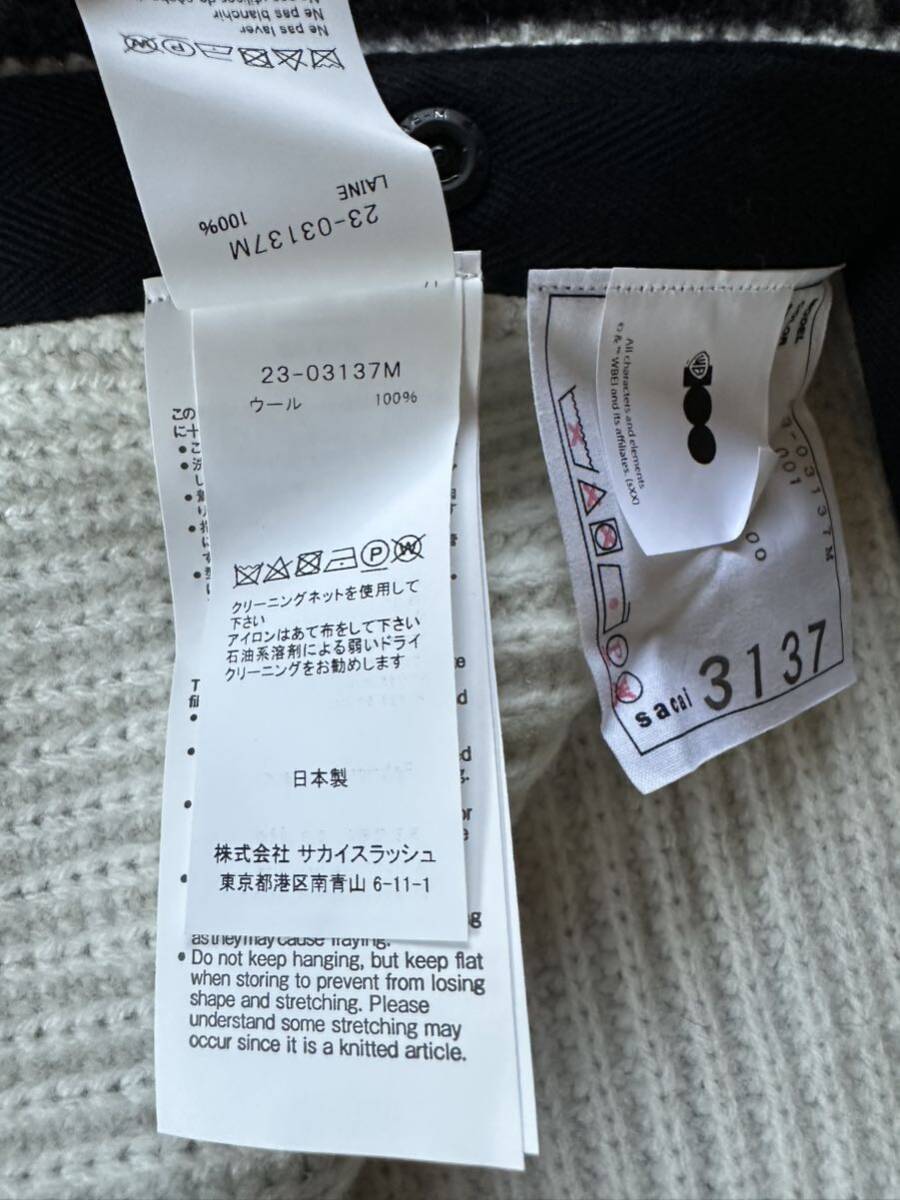 Ne pas blanchir
Ne pas laver
LAINE 100%
23-03137M
23-03137M
ウール 100%
P
W
クリーニングネットを使用して
下さい
アイロンはあて布をして下さい
石油系溶剤による弱いドライ
クリーニングをお勧めします
日本製
株式会社 サカイスラッシュ
東京都港区南青山 6-11-1
as they may cause fraying.
• Do not keep hanging, but keep flat
when storing to prevent from losing
shape and stretching. Please
understand some stretching may
occur since it is a knitted article.
All characters and elements
© & ™ WBEI and its affiliates. (sXX)
MODEL
COLOR
-03137M
sacai 3137